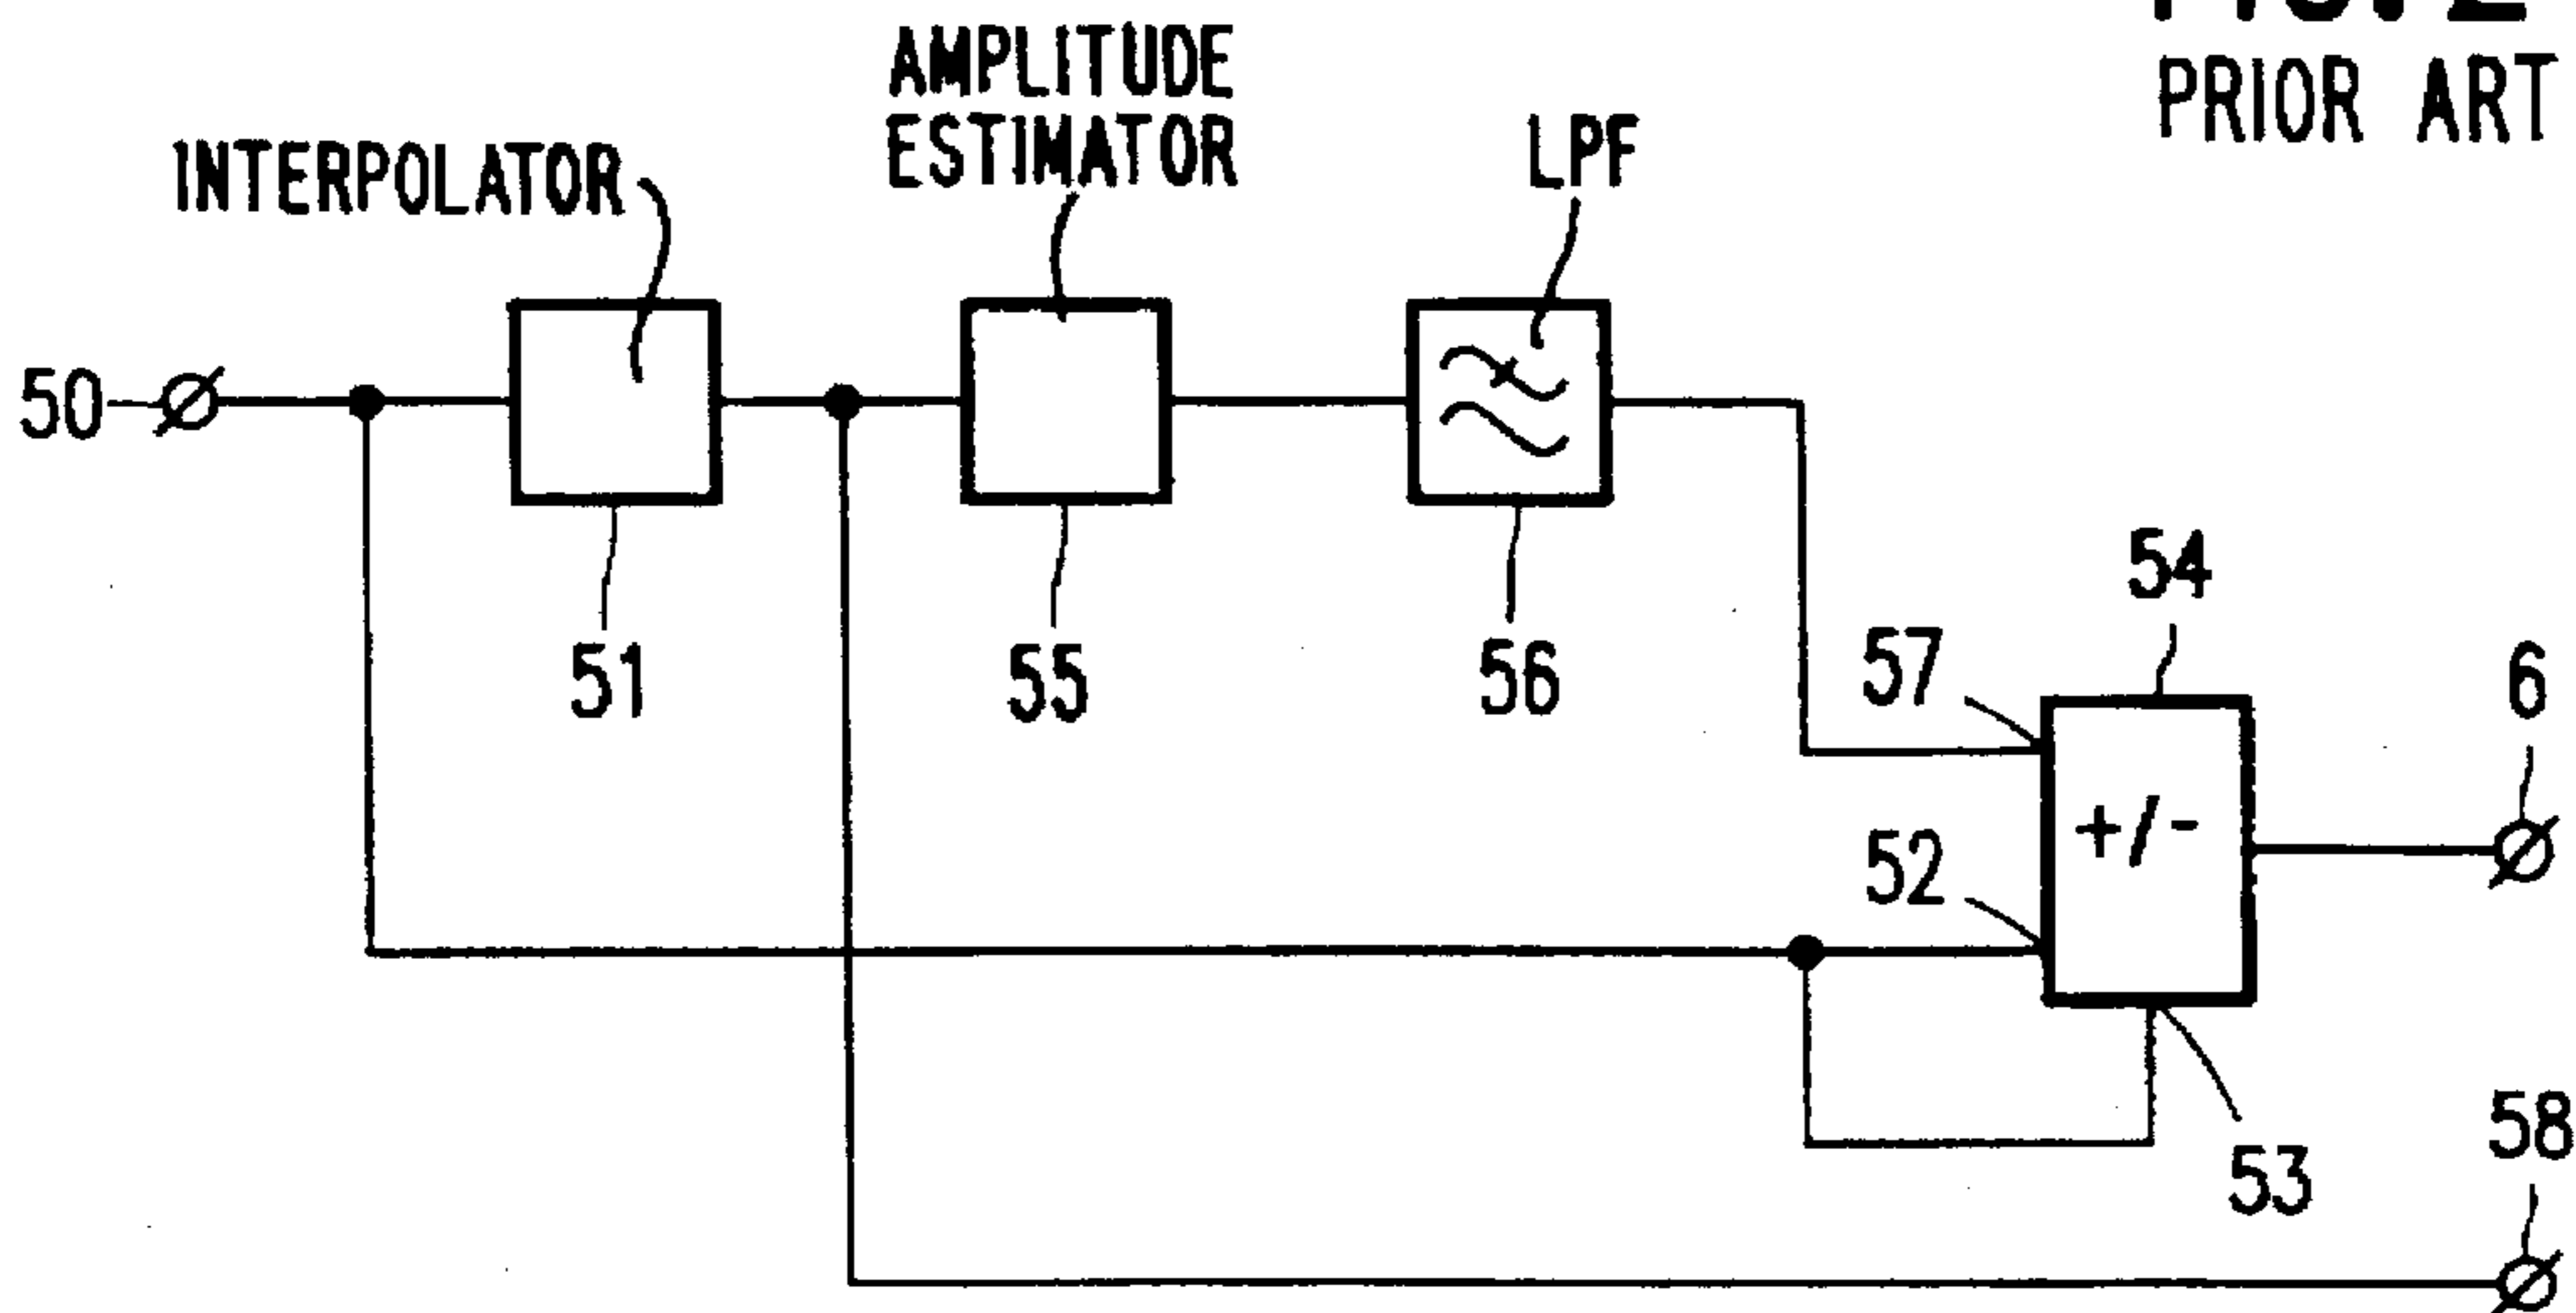 PRIOR ART
AMPLITUDE
ESTIMATOR
INTERPOLATOR
LPF
50
51
55
56
54
57
6
+/-
52
53
58